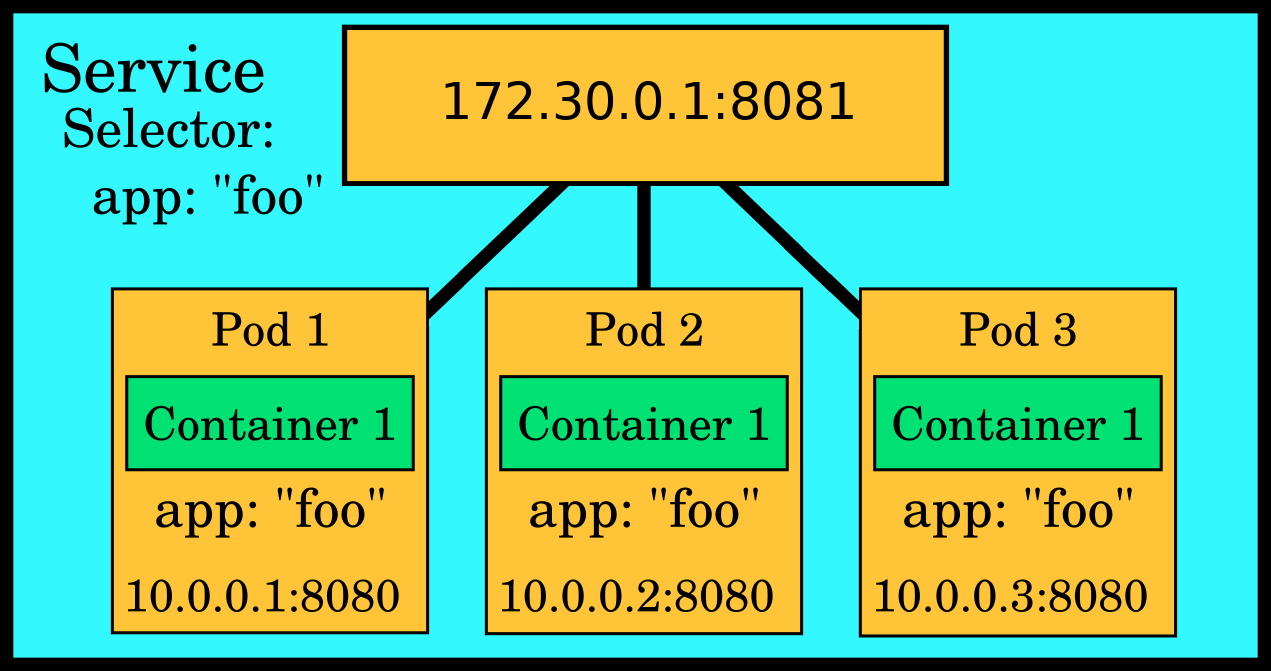 Service
Selector:
app: "foo"
172.30.0.1:8081
Pod 1
Container 1
app: "foo"
10.0.0.1:8080
Pod 2
Container 1
app: "foo"
10.0.0.2:8080
Pod 3
Container 1
app: "foo"
10.0.0.3:8080